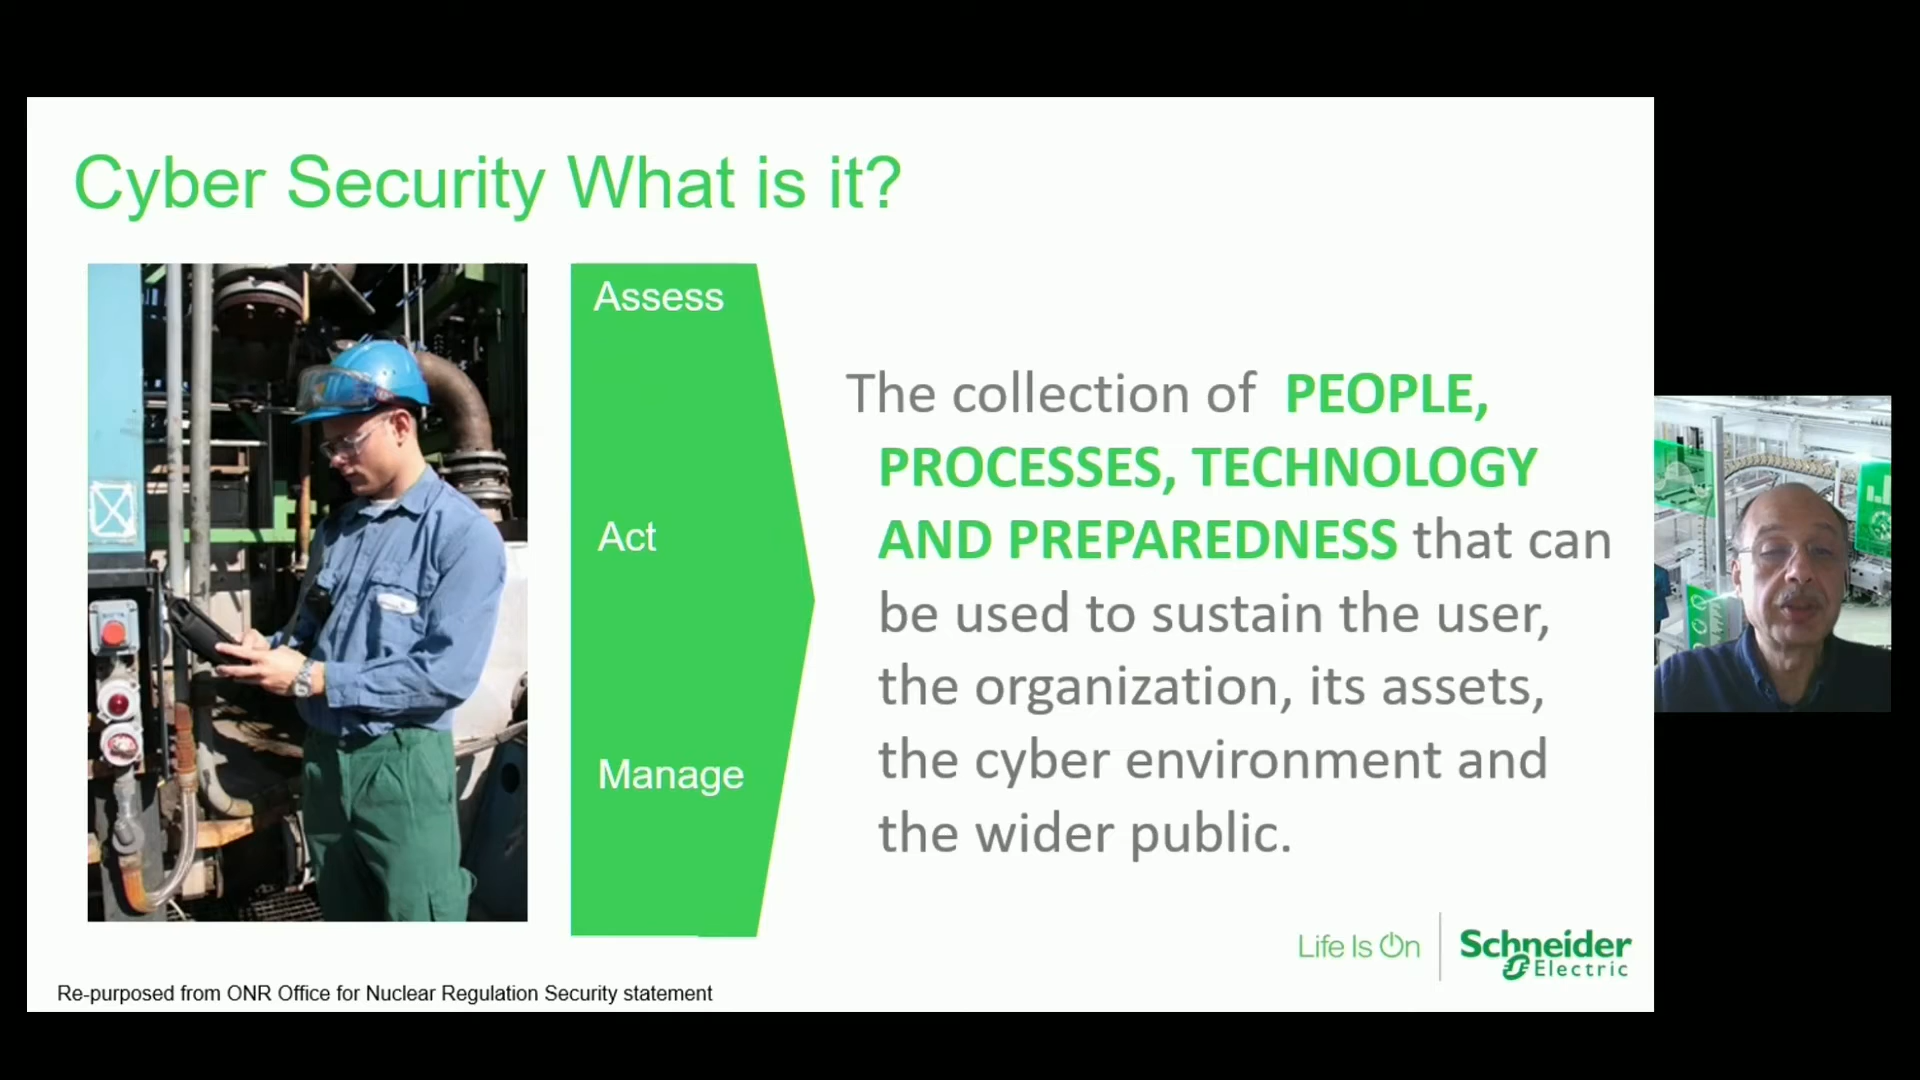 Cyber Security What is it?
Assess
Act
Manage
The collection of PEOPLE,
PROCESSES, TECHNOLOGY
AND PREPAREDNESS that can
be used to sustain the user,
the organization, its assets,
the cyber environment and
the wider public.
Life Is On
Schneider
Electric
Re-purposed from ONR Office for Nuclear Regulation Security statement